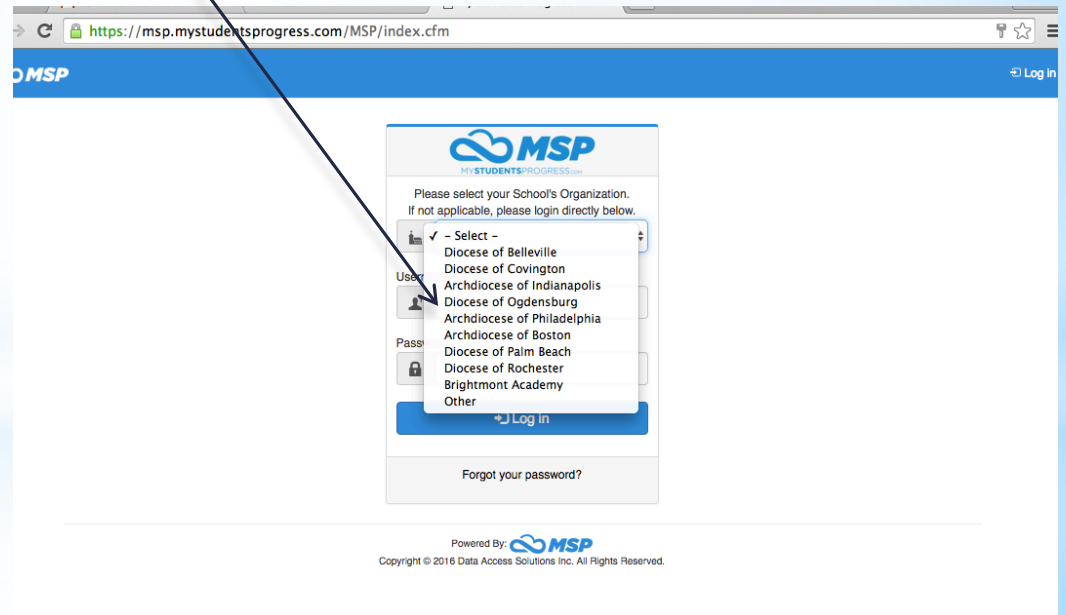 https://msp.mystudentsprogress.com/MSP/index.cfm
MSP
Log in
MSP
MYSTUDENTSPROGRESS.COM
Please select your School's Organization.
If not applicable, please login directly below.
✓ – Select –
Diocese of Belleville
Diocese of Covington
Archdiocese of Indianapolis
Diocese of Ogdensburg
Archdiocese of Philadelphia
Archdiocese of Boston
Diocese of Palm Beach
Diocese of Rochester
Brightmont Academy
Other
Log In
Forgot your password?
Powered By: MSP
Copyright © 2016 Data Access Solutions Inc. All Rights Reserved.